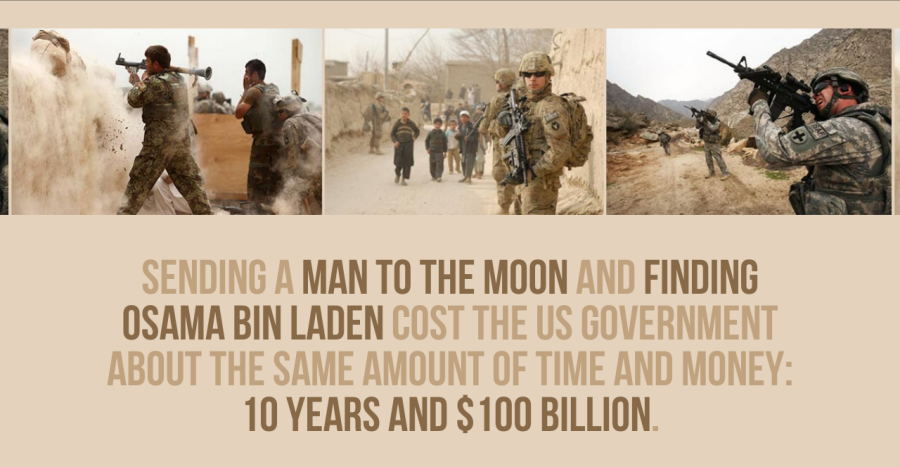 SENDING A MAN TO THE MOON AND FINDING
OSAMA BIN LADEN COST THE US GOVERNMENT
ABOUT THE SAME AMOUNT OF TIME AND MONEY:
10 YEARS AND $100 BILLION.